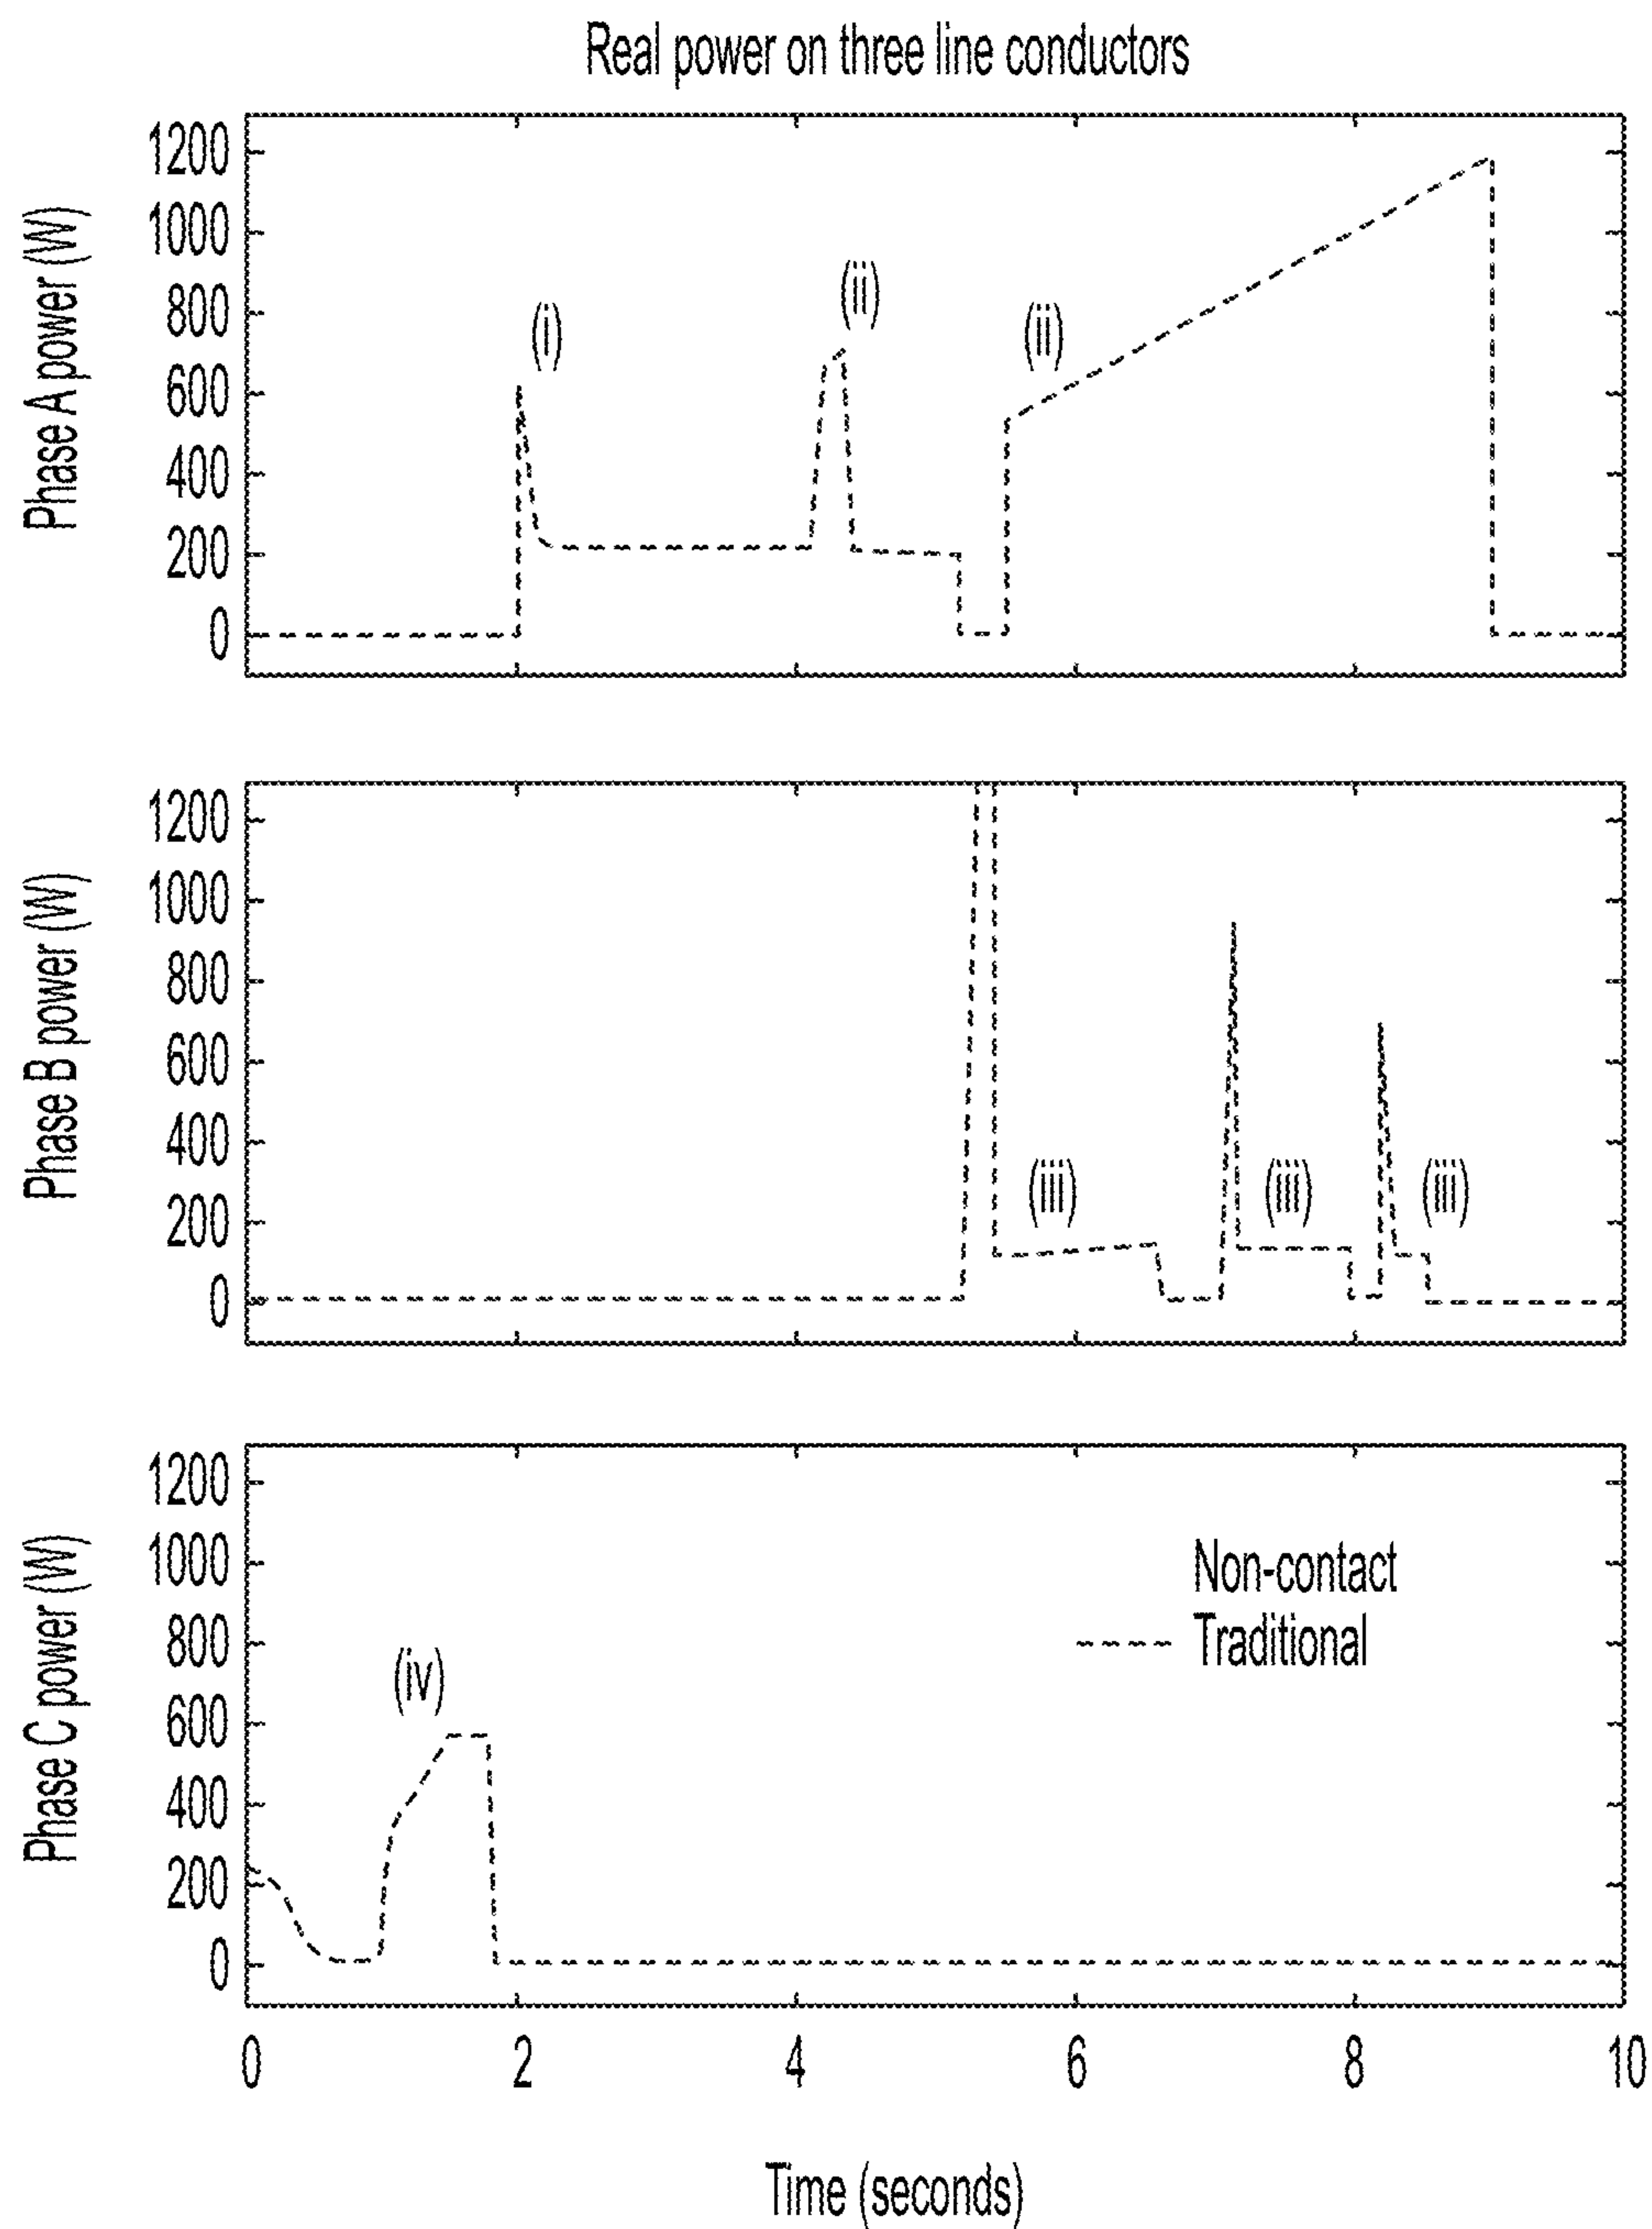 Real power on three line conductors
Phase A power (W)
1200
1000
800
600
400
200
0
(i)
(ii)
(ii)
Phase B power (W)
1200
1000
800
600
400
200
0
(iii)
(iii)
(iii)
Phase C power (W)
1200
1000
800
600
400
200
0
(iv)
Non-contact
Traditional
0 2 4 6 8 10
Time (seconds)